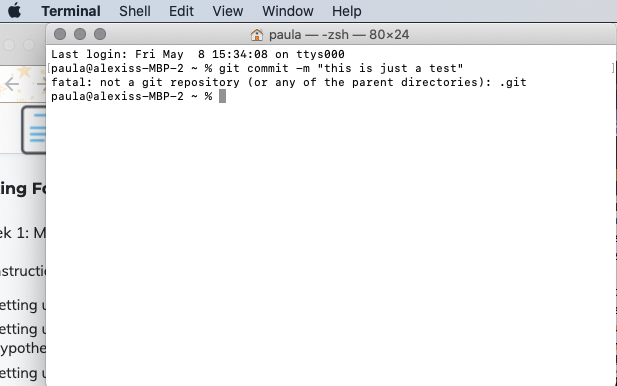 Terminal Shell Edit View Window Help
paula — -zsh — 80×24
Last login: Fri May  8 15:34:08 on ttys000
[paula@alexiss-MBP-2 ~ % git commit -m "this is just a test" ]
fatal: not a git repository (or any of the parent directories): .git
paula@alexiss-MBP-2 ~ %
ing Fo
ek 1: M
nstructio
etting u
etting u
ypothe
etting u